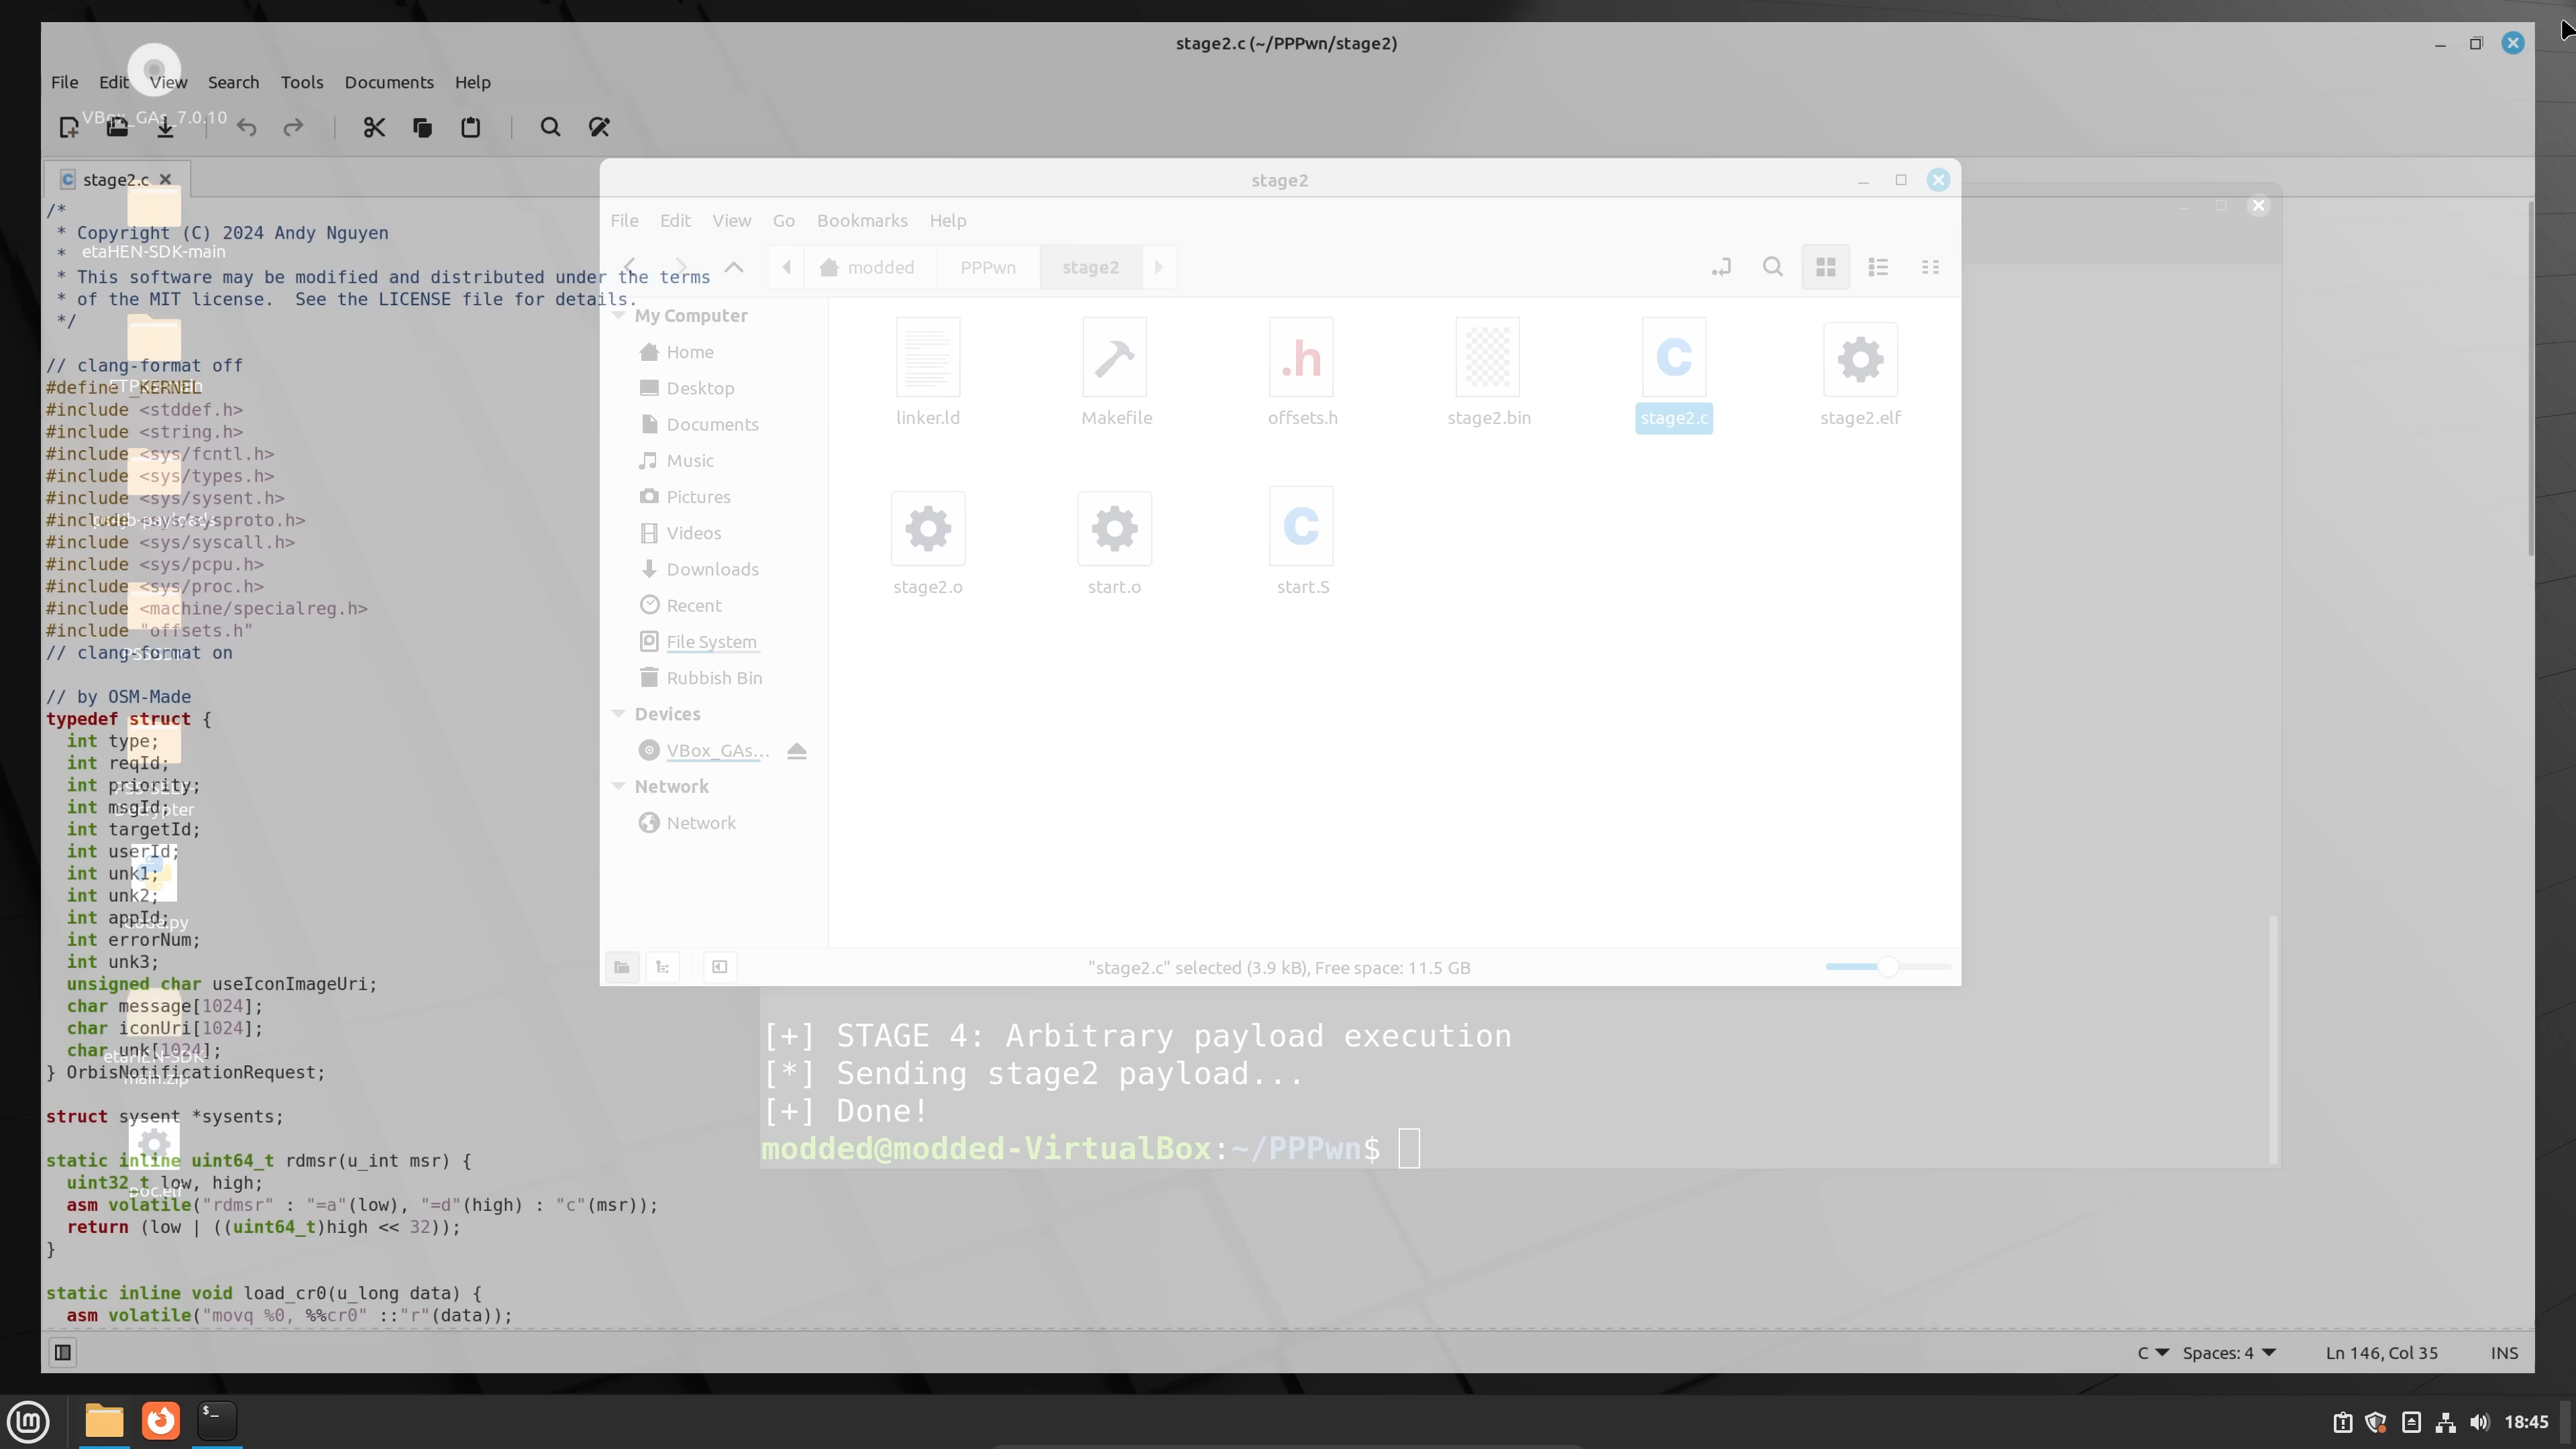 stage2.c (~/PPPwn/stage2)
File Edit View Search Tools Documents Help
VBox_GAs_7.0.10
stage2.c
/*
 * Copyright (C) 2024 Andy Nguyen
 *
 * This software may be modified and distributed under the terms
 * of the MIT license.  See the LICENSE file for details.
 */
// clang-format off
#define _KERNEL
#include <stddef.h>
#include <string.h>
#include <sys/fcntl.h>
#include <sys/types.h>
#include <sys/sysent.h>
#include <sys/sysproto.h>
#include <sys/syscall.h>
#include <sys/pcpu.h>
#include <sys/proc.h>
#include <machine/specialreg.h>
#include "offsets.h"
// clang-format on
// by OSM-Made
typedef struct {
  int type;
  int reqId;
  int priority;
  int msgId;
  int targetId;
  int userId;
  int unk1;
  int unk2;
  int appId;
  int errorNum;
  int unk3;
  unsigned char useIconImageUri;
  char message[1024];
  char iconUri[1024];
  char unk[1024];
} OrbisNotificationRequest;
struct sysent *sysents;
static inline uint64_t rdmsr(u_int msr) {
  uint32_t low, high;
  asm volatile("rdmsr" : "=a"(low), "=d"(high) : "c"(msr));
  return (low | ((uint64_t)high << 32));
}
static inline void load_cr0(u_long data) {
  asm volatile("movq %0, %%cr0" ::"r"(data));
etaHEN-SDK-main
etaHEN-SDK-
main.zip
poc.elf
stage2
File Edit View Go Bookmarks Help
modded PPPwn stage2
My Computer
Home
Desktop
Documents
Music
Pictures
Videos
Downloads
Recent
File System
Rubbish Bin
Devices
VBox_GAs...
Network
Network
linker.ld Makefile offsets.h stage2.bin stage2.c stage2.elf
stage2.o start.o start.S
"stage2.c" selected (3.9 kB), Free space: 11.5 GB
[+] STAGE 4: Arbitrary payload execution
[*] Sending stage2 payload...
[+] Done!
modded@modded-VirtualBox:~/PPPwn$
C Spaces: 4 Ln 146, Col 35 INS
$_
18:45